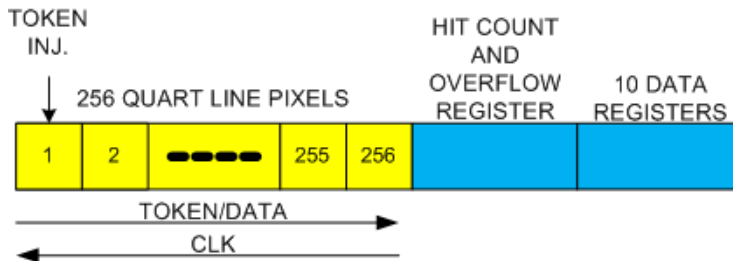 TOKEN
INJ.
256 QUART LINE PIXELS
HIT COUNT
AND
OVERFLOW
REGISTER
10 DATA
REGISTERS
1
2
255
256
TOKEN/DATA
CLK